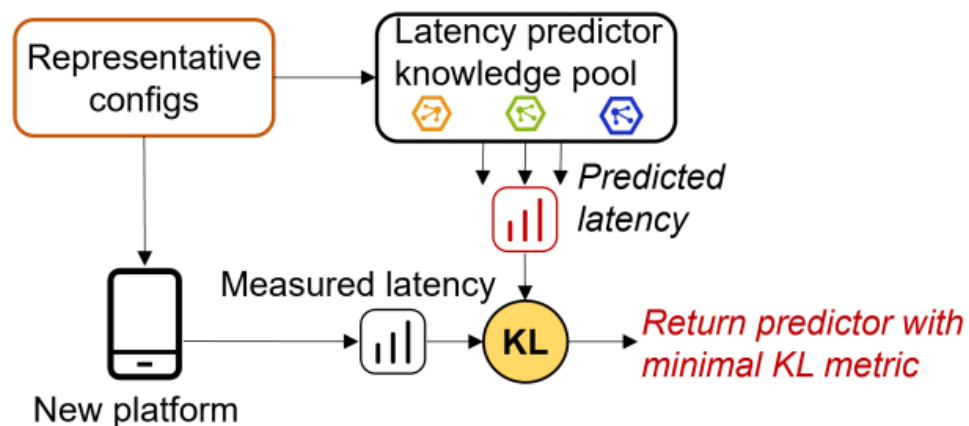 Representative
configs
Latency predictor
knowledge pool
Predicted
latency
Measured latency
KL
Return predictor with
minimal KL metric
New platform